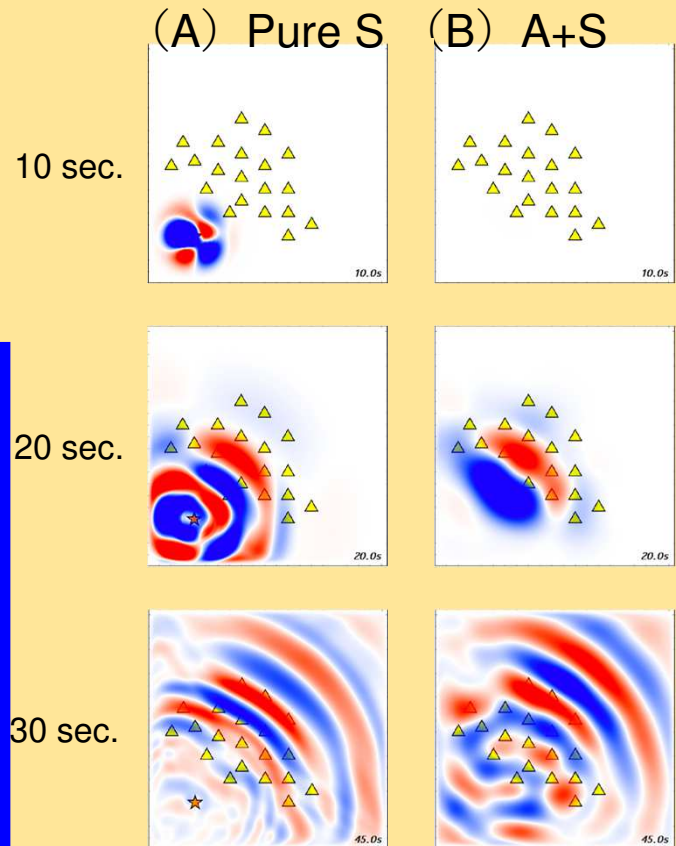 （A）Pure S （B）A+S
10 sec.
10.0s 10.0s
20 sec.
20.0s 20.0s
30 sec.
45.0s 45.0s